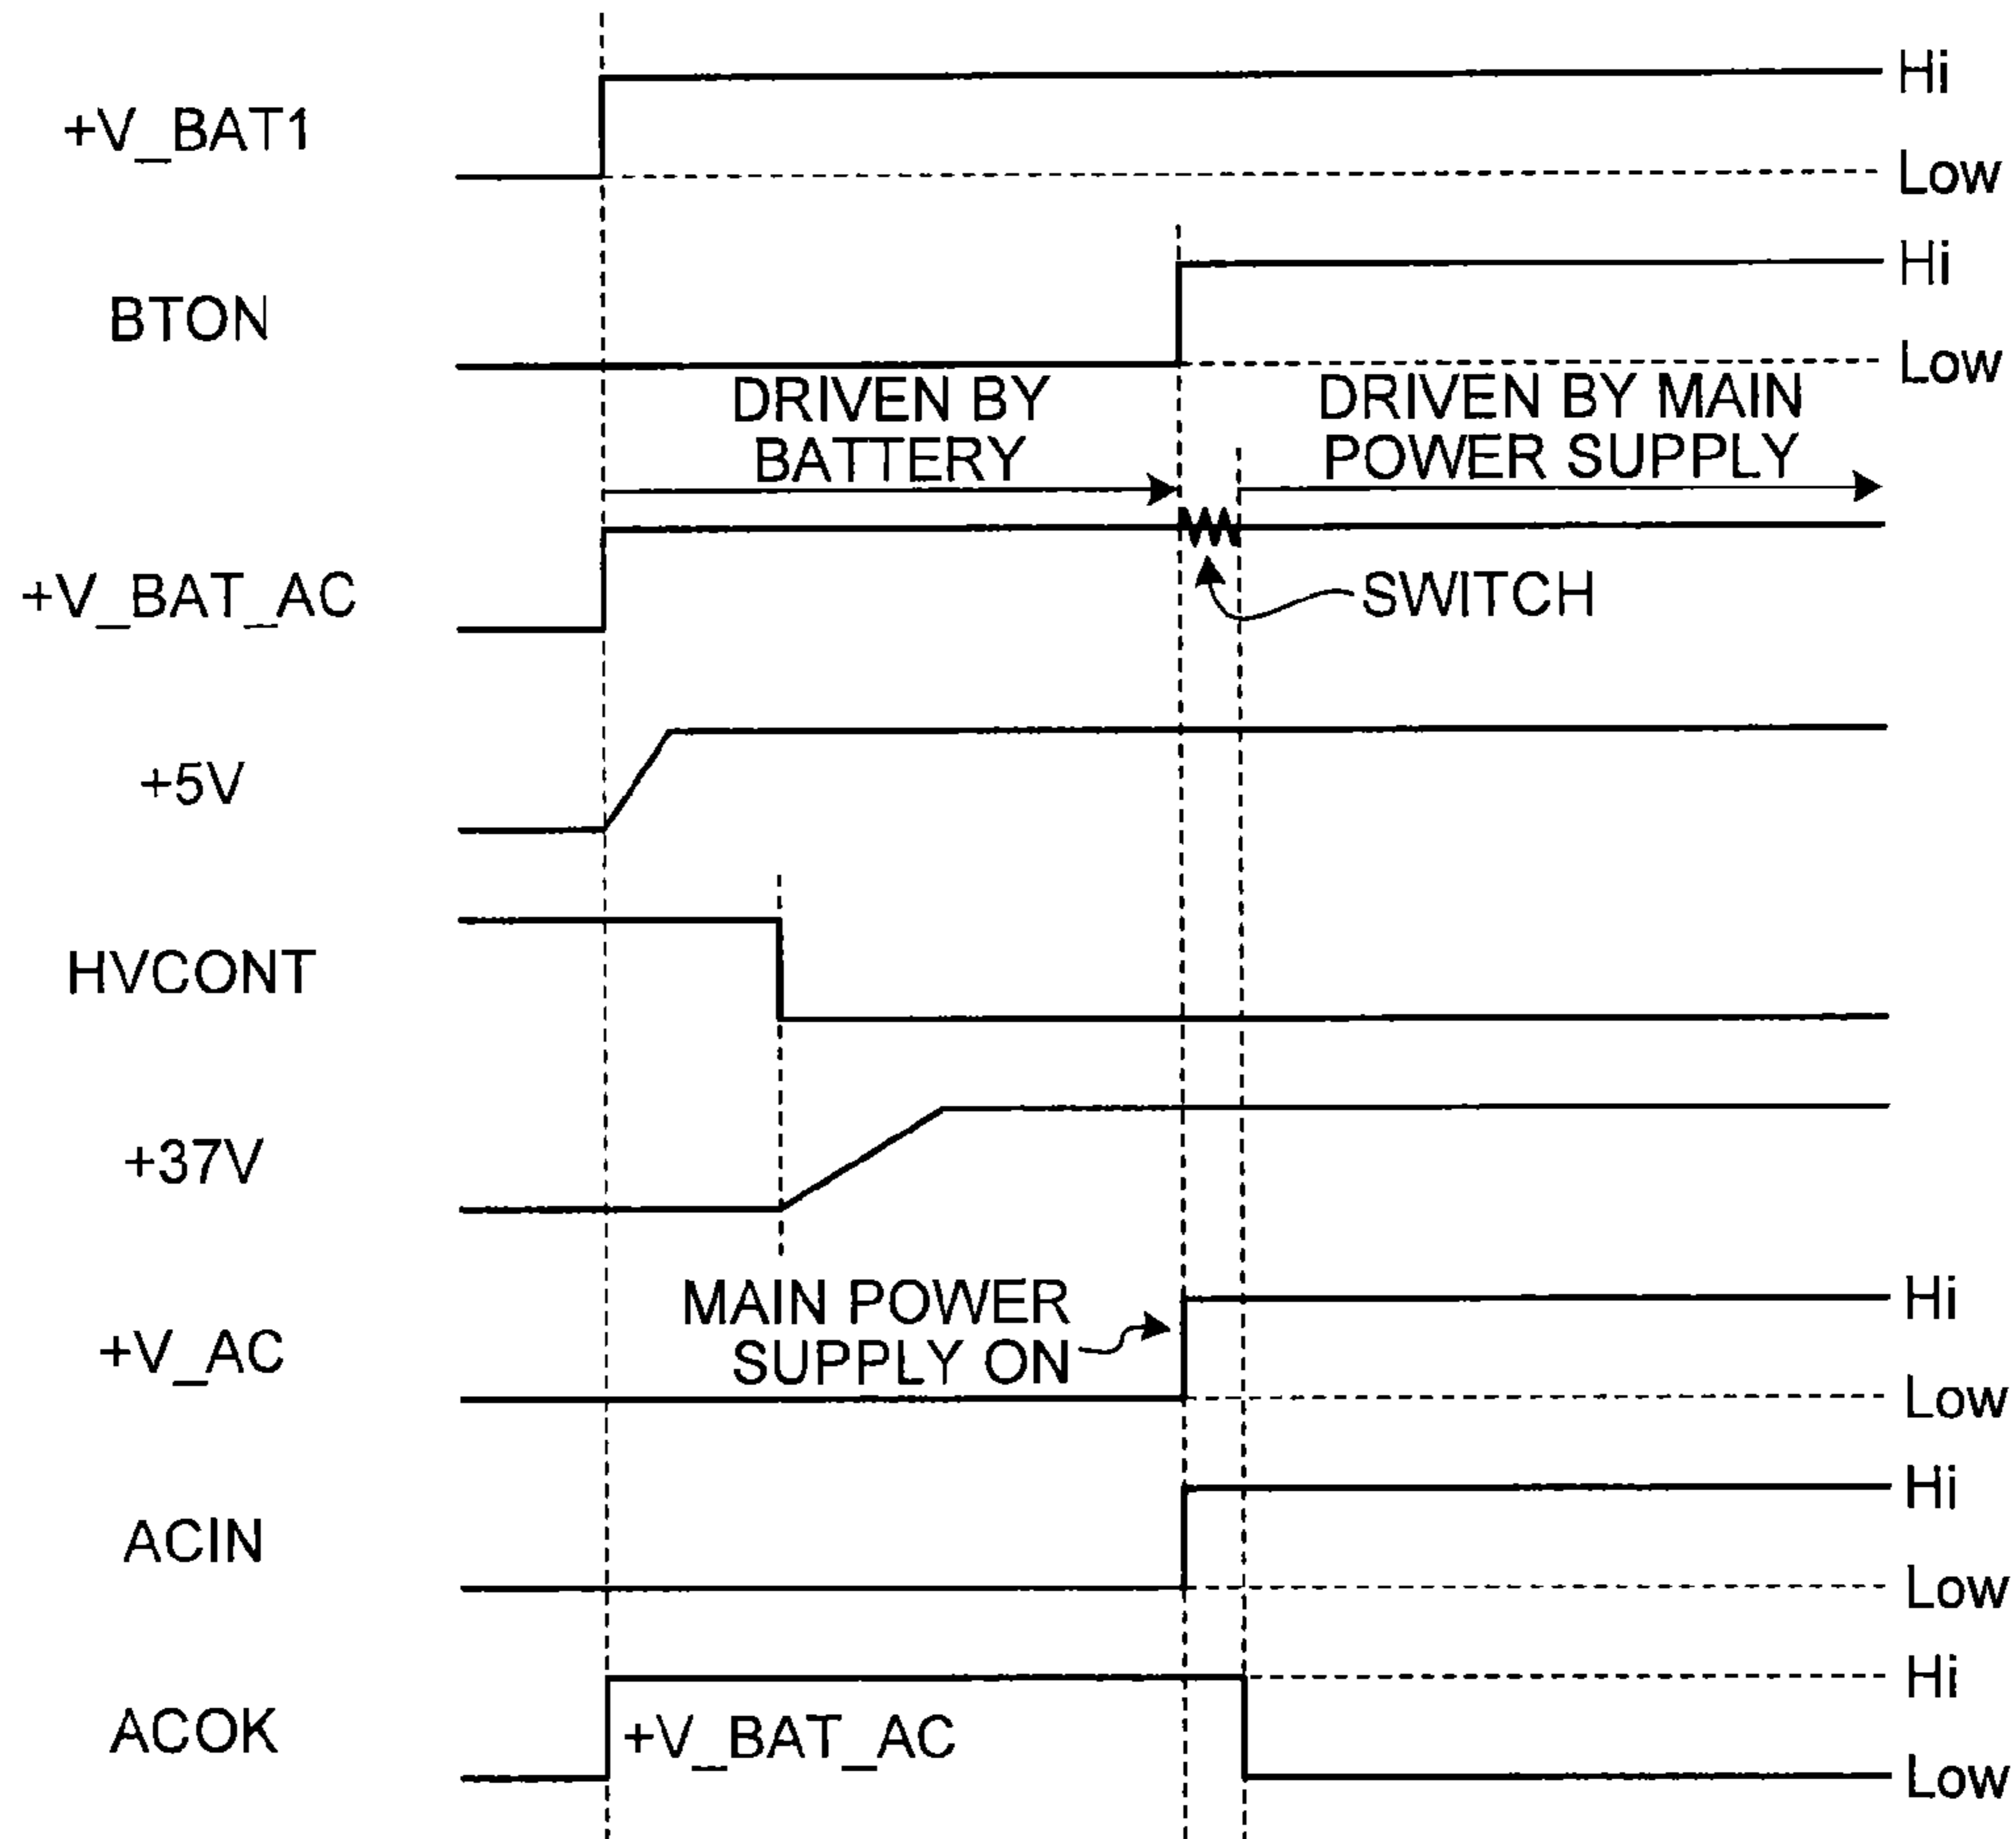 +V_BAT1
Hi
Low
BTON
Hi
Low
DRIVEN BY
BATTERY
DRIVEN BY MAIN
POWER SUPPLY
+V_BAT_AC
SWITCH
+5V
HVCONT
+37V
+V_AC
MAIN POWER
SUPPLY ON
Hi
Low
ACIN
Hi
Low
ACOK
+V_BAT_AC
Hi
Low